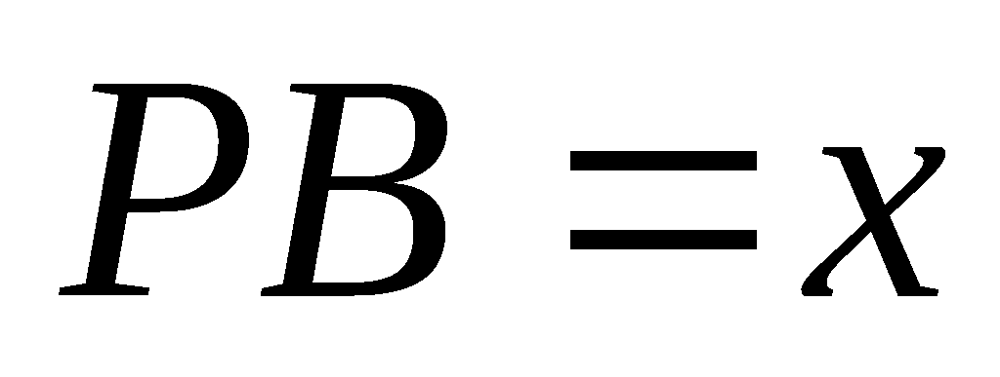 PB = x